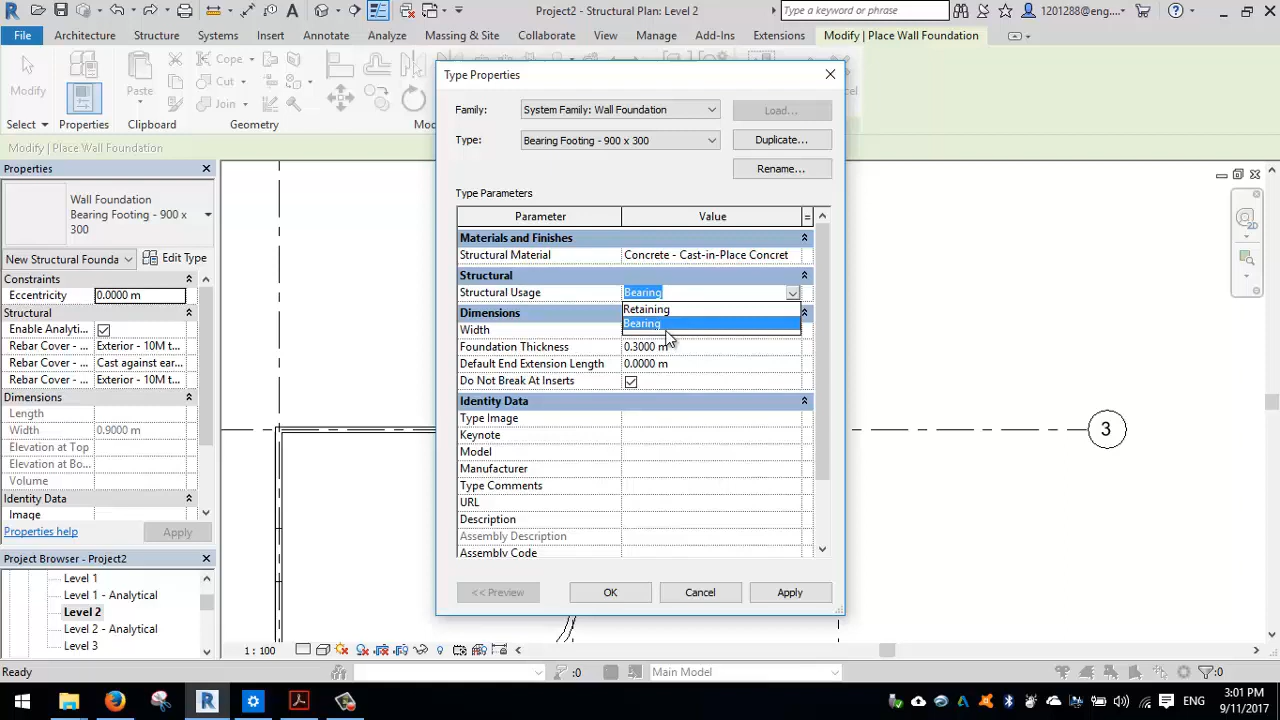 Project2 - Structural Plan: Level 2
Type a keyword or phrase
1201288@eng....
File Architecture Structure Systems Insert Annotate Analyze Massing & Site Collaborate View Manage Add-Ins Extensions Modify | Place Wall Foundation
Modify
Paste
Cope
Cut
Join
Select Properties Clipboard Geometry
Modify | Place Wall Foundation
Properties
Wall Foundation
Bearing Footing - 900 x
300
New Structural Founda
Edit Type
Constraints
Eccentricity 0.0000 m
Structural
Enable Analyti...
Rebar Cover - ... Exterior - 10M t...
Rebar Cover - ... Cast against ear...
Rebar Cover - ... Exterior - 10M t...
Dimensions
Length
Width 0.9000 m
Elevation at Top
Elevation at Bo...
Volume
Identity Data
Image
Properties help
Apply
Project Browser - Project2
Level 1
Level 1 - Analytical
Level 2
Level 2 - Analytical
Level 3
Type Properties
Family: System Family: Wall Foundation Load...
Type: Bearing Footing - 900 x 300 Duplicate...
Rename...
Type Parameters
Parameter Value =
Materials and Finishes
Structural Material Concrete - Cast-in-Place Concret
Structural
Structural Usage Bearing
Retaining
Bearing
Dimensions
Width
Foundation Thickness 0.3000 m
Default End Extension Length 0.0000 m
Do Not Break At Inserts
Identity Data
Type Image
Keynote
Model
Manufacturer
Type Comments
URL
Description
Assembly Description
Assembly Code
<< Preview OK Cancel Apply
3
1 : 100
Ready
:0
Main Model
:0
ENG
3:01 PM
9/11/2017